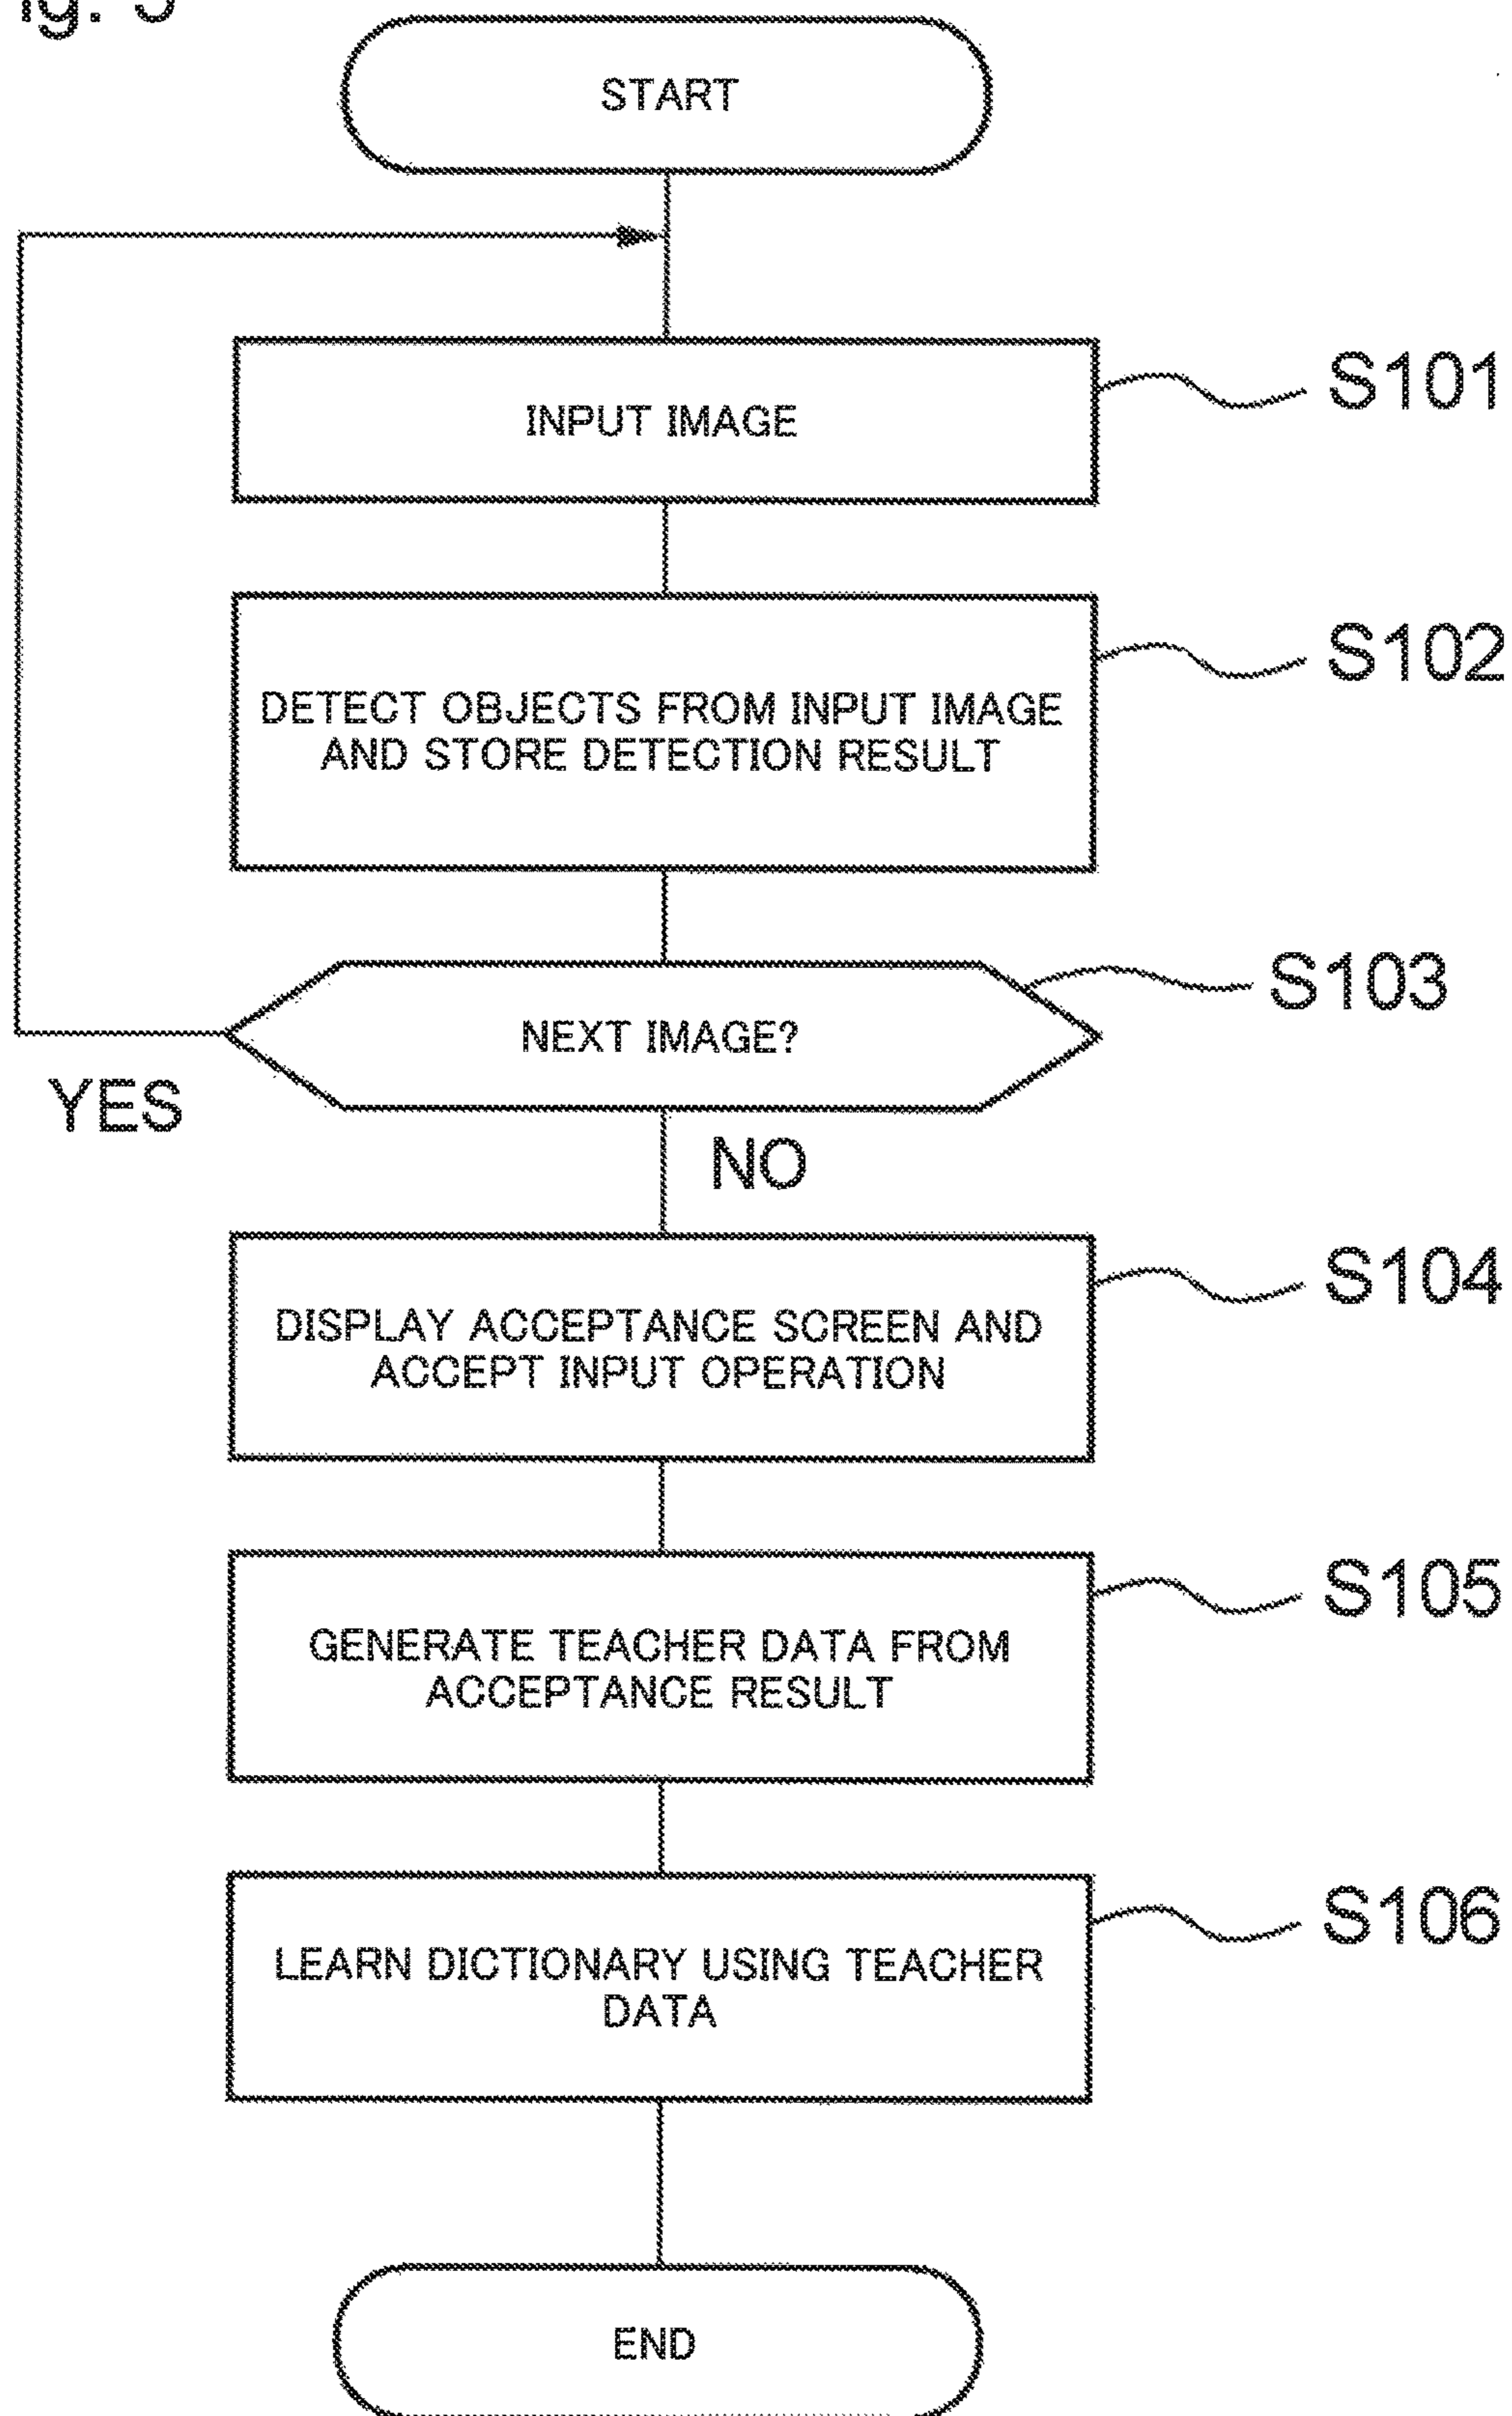 START
INPUT IMAGE
S101
DETECT OBJECTS FROM INPUT IMAGE
AND STORE DETECTION RESULT
S102
NEXT IMAGE?
S103
YES
NO
DISPLAY ACCEPTANCE SCREEN AND
ACCEPT INPUT OPERATION
S104
GENERATE TEACHER DATA FROM
ACCEPTANCE RESULT
S105
LEARN DICTIONARY USING TEACHER
DATA
S106
END